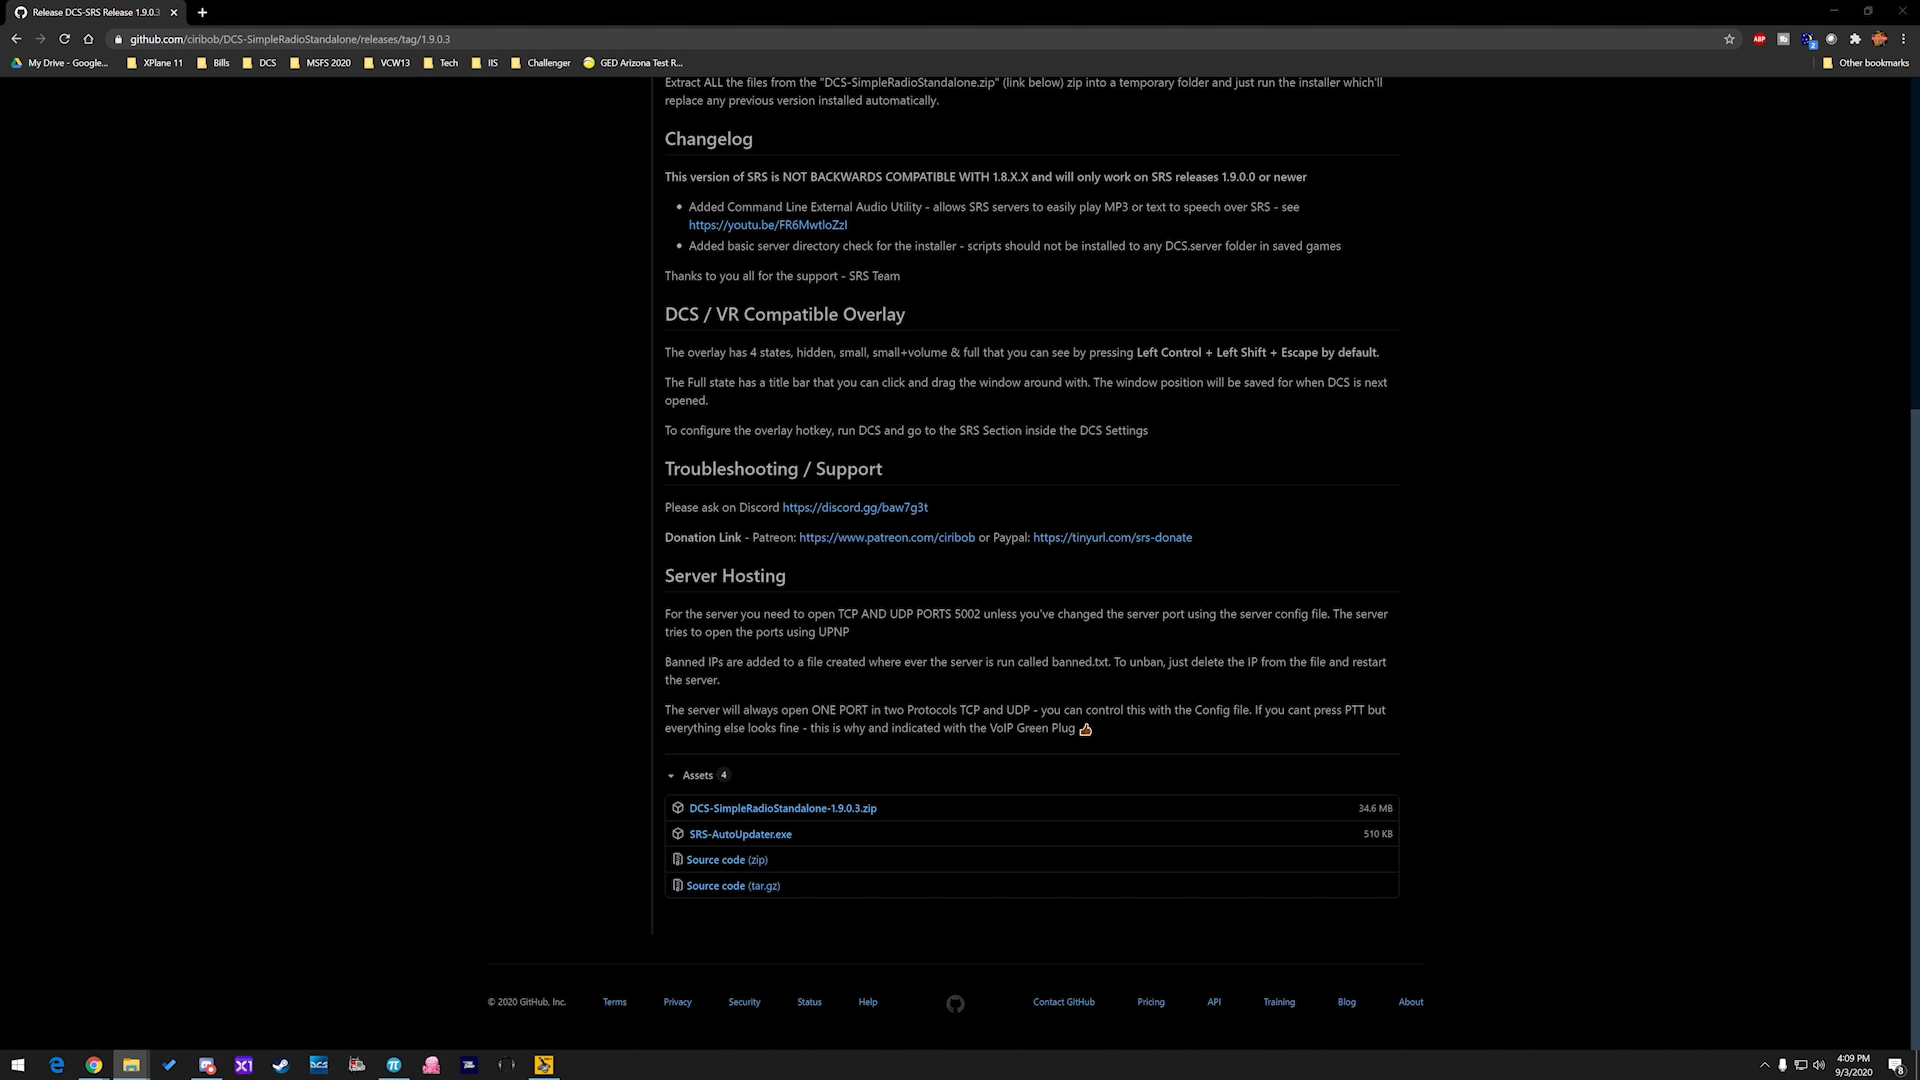 Release DCS-SRS Release 1.9.0.3
github.com/ciribob/DCS-SimpleRadioStandalone/releases/tag/1.9.0.3
ABP
2
My Drive - Google...
XPlane 11
Bills
DCS
MSFS 2020
VCW13
Tech
IIS
Challenger
GED Arizona Test R...
Other bookmarks
Extract ALL the files from the "DCS-SimpleRadioStandalone.zip" (link below) zip into a temporary folder and just run the installer which'll
replace any previous version installed automatically.
Changelog
This version of SRS is NOT BACKWARDS COMPATIBLE WITH 1.8.X.X and will only work on SRS releases 1.9.0.0 or newer
• Added Command Line External Audio Utility - allows SRS servers to easily play MP3 or text to speech over SRS - see
https://youtu.be/FR6MwtloZzI
• Added basic server directory check for the installer - scripts should not be installed to any DCS.server folder in saved games
Thanks to you all for the support - SRS Team
DCS / VR Compatible Overlay
The overlay has 4 states, hidden, small, small+volume & full that you can see by pressing Left Control + Left Shift + Escape by default.
The Full state has a title bar that you can click and drag the window around with. The window position will be saved for when DCS is next
opened.
To configure the overlay hotkey, run DCS and go to the SRS Section inside the DCS Settings
Troubleshooting / Support
Please ask on Discord https://discord.gg/baw7g3t
Donation Link - Patreon: https://www.patreon.com/ciribob or Paypal: https://tinyurl.com/srs-donate
Server Hosting
For the server you need to open TCP AND UDP PORTS 5002 unless you've changed the server port using the server config file. The server
tries to open the ports using UPNP
Banned IPs are added to a file created where ever the server is run called banned.txt. To unban, just delete the IP from the file and restart
the server.
The server will always open ONE PORT in two Protocols TCP and UDP - you can control this with the Config file. If you cant press PTT but
everything else looks fine - this is why and indicated with the VoIP Green Plug 👍
Assets 4
DCS-SimpleRadioStandalone-1.9.0.3.zip 34.6 MB
SRS-AutoUpdater.exe 510 KB
Source code (zip)
Source code (tar.gz)
© 2020 GitHub, Inc.
Terms
Privacy
Security
Status
Help
Contact GitHub
Pricing
API
Training
Blog
About
X1
DCS
4:09 PM
9/3/2020
8